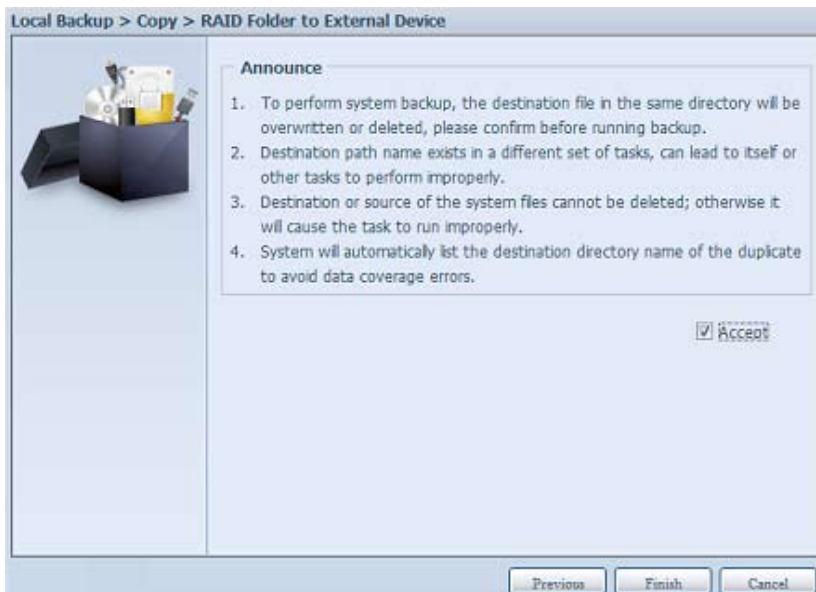 Local Backup > Copy > RAID Folder to External Device
Announce
1. To perform system backup, the destination file in the same directory will be
overwritten or deleted, please confirm before running backup.
2. Destination path name exists in a different set of tasks, can lead to itself or
other tasks to perform improperly.
3. Destination or source of the system files cannot be deleted; otherwise it
will cause the task to run improperly.
4. System will automatically list the destination directory name of the duplicate
to avoid data coverage errors.
Accept
Previous Finish Cancel